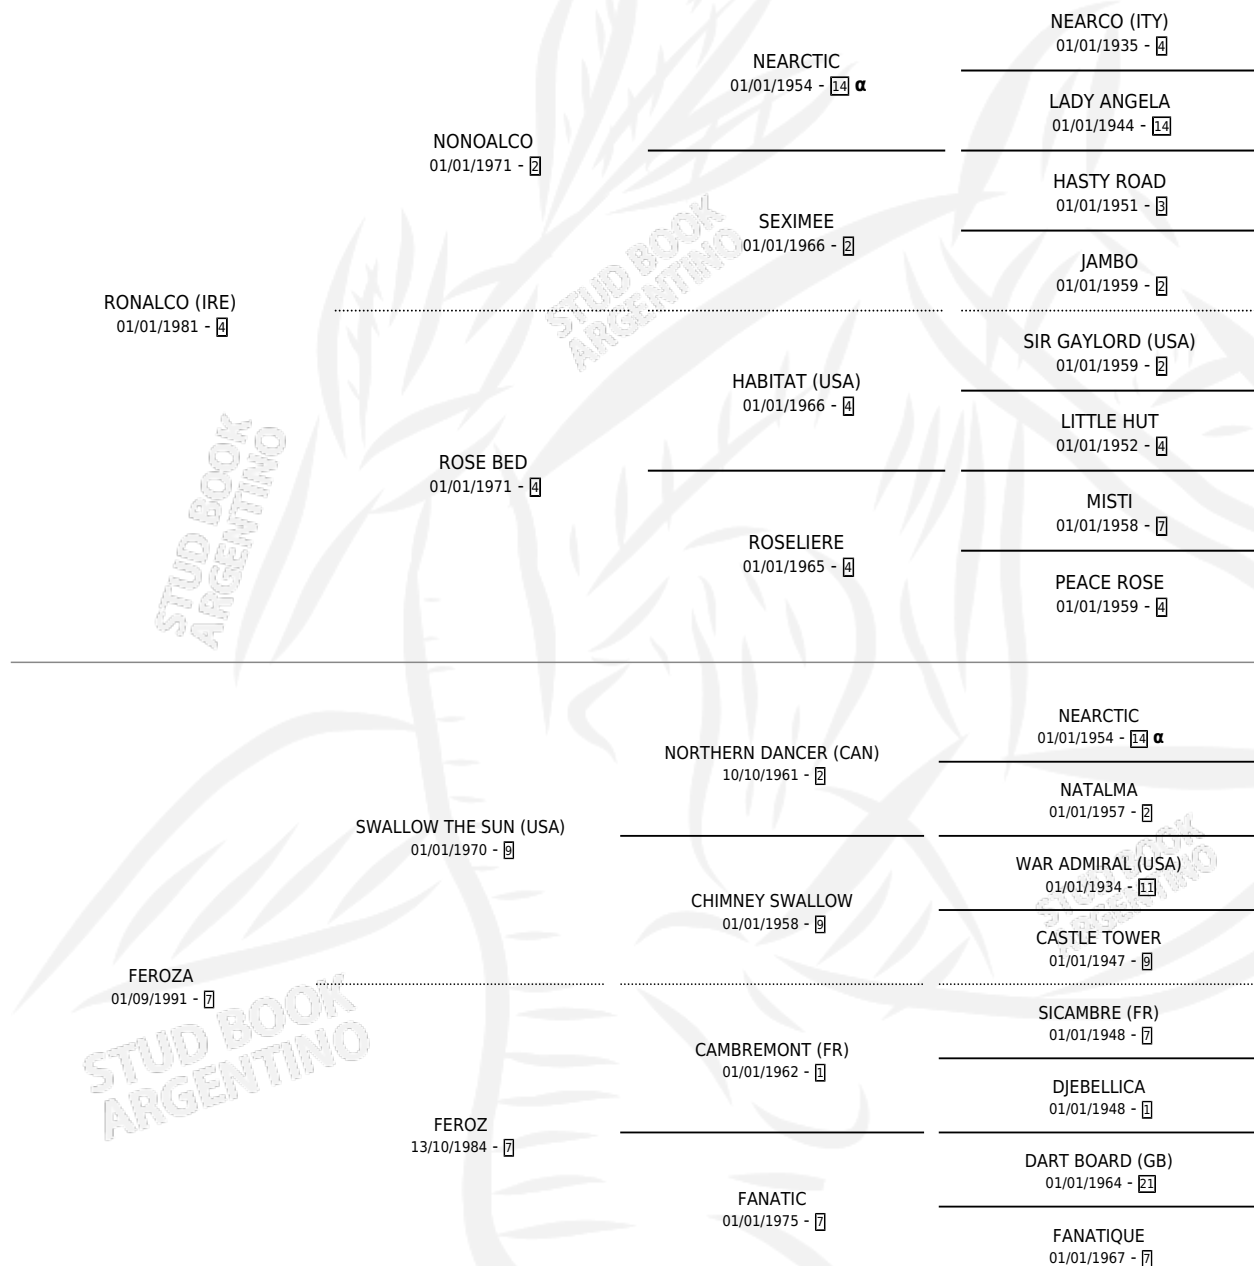 NEARCO (ITY)
01/01/1935 - 4
NEARCTIC
01/01/1954 - 14 α
LADY ANGELA
01/01/1944 - 14
NONOALCO
01/01/1971 - 2
HASTY ROAD
01/01/1951 - 3
SEXIMEE
01/01/1966 - 2
JAMBO
01/01/1959 - 2
RONALCO (IRE)
01/01/1981 - 4
SIR GAYLORD (USA)
01/01/1959 - 2
HABITAT (USA)
01/01/1966 - 4
LITTLE HUT
01/01/1952 - 4
ROSE BED
01/01/1971 - 4
MISTI
01/01/1958 - 7
ROSELIERE
01/01/1965 - 4
PEACE ROSE
01/01/1959 - 4
NEARCTIC
01/01/1954 - 14 α
NORTHERN DANCER (CAN)
10/10/1961 - 2
NATALMA
01/01/1957 - 2
SWALLOW THE SUN (USA)
01/01/1970 - 9
WAR ADMIRAL (USA)
01/01/1934 - 11
CHIMNEY SWALLOW
01/01/1958 - 9
CASTLE TOWER
01/01/1947 - 9
FEROZA
01/09/1991 - 7
SICAMBRE (FR)
01/01/1948 - 7
CAMBREMONT (FR)
01/01/1962 - 1
DJEBELLICA
01/01/1948 - 1
FEROZ
13/10/1984 - 7
DART BOARD (GB)
01/01/1964 - 21
FANATIC
01/01/1975 - 7
FANATIQUE
01/01/1967 - 7
STUD BOOK
ARGENTINO
STUD BOOK
ARGENTINO
STUD BOOK
ARGENTINO
STUD BOOK
ARGENTINO